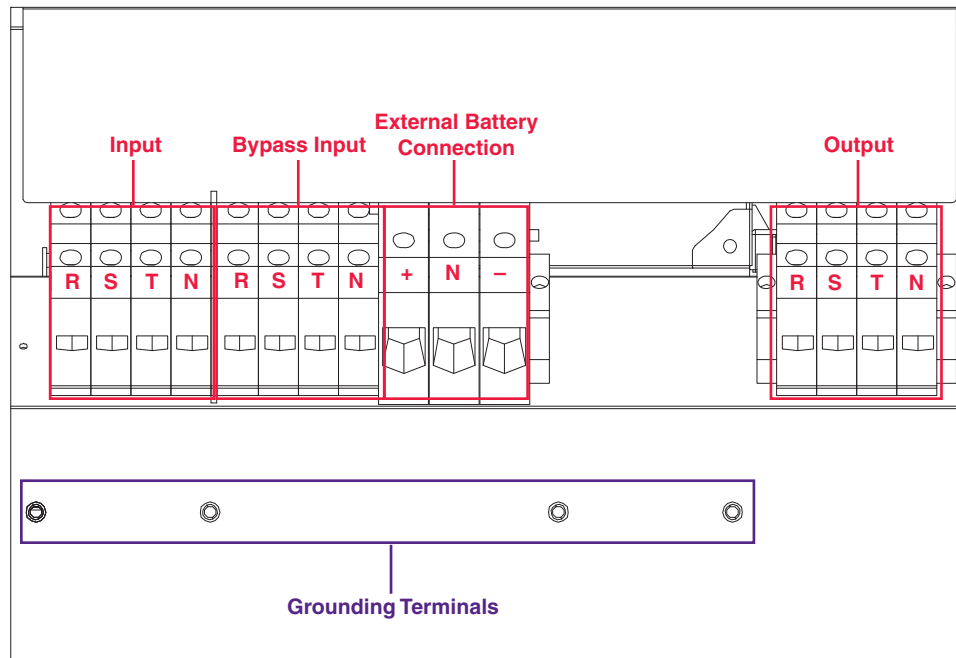 Input
Bypass Input
External Battery
Connection
Output
R S T N
R S T N
+ N –
R S T N
Grounding Terminals